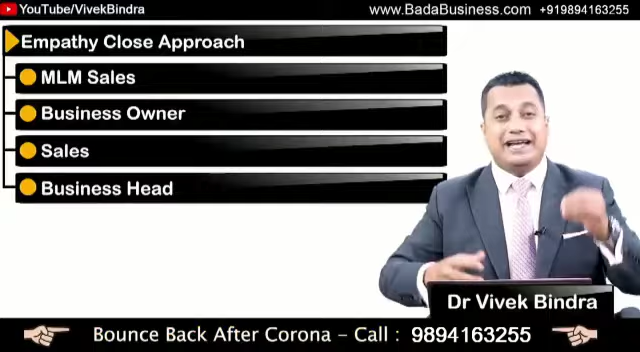 YouTube/VivekBindra
www.BadaBusiness.com +919894163255
Empathy Close Approach
MLM Sales
Business Owner
Sales
Business Head
Dr Vivek Bindra
Bounce Back After Corona – Call : 9894163255